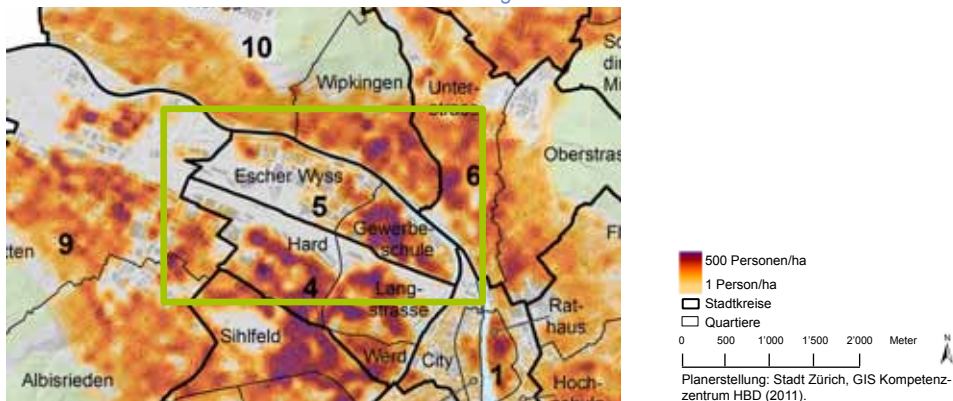 10
Wipkingen
Unter-
strasse
Oberstras
Escher Wyss
6
5
Gewerbe-
schule
Hard
9
4
Lang-
strasse
Rat-
haus
Sihlfeld
Werd
City
1
Albisrieden
Hoch-
500 Personen/ha
1 Person/ha
Stadtkreise
Quartiere
0 500 1'000 1'500 2'000 Meter
N
Planerstellung: Stadt Zürich, GIS Kompetenz-
zentrum HBD (2011).